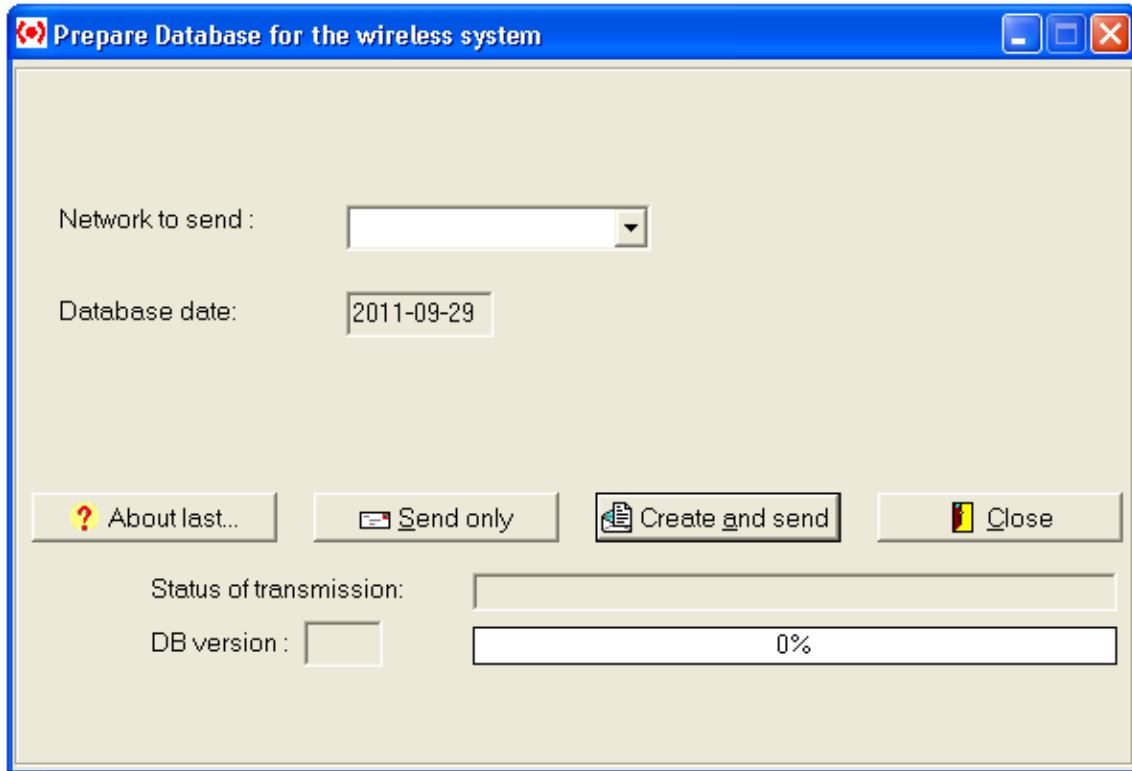 Prepare Database for the wireless system
Network to send :
Database date: 2011-09-29
? About last... Send only Create and send Close
Status of transmission:
DB version : 0%